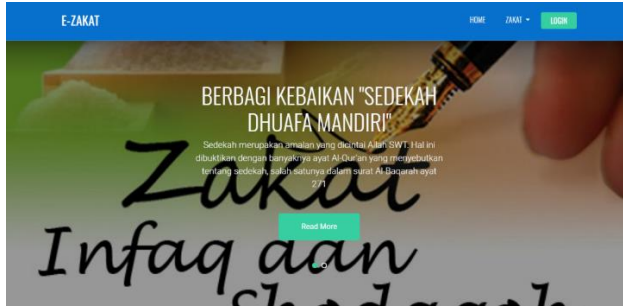 E-ZAKAT
HOME ZAKAT LOGIN
BERBAGI KEBAIKAN "SEDEKAH
DHUAFA MANDIRI"
Sedekah merupakan amalan yang dicintai Allah SWT. Hal ini
dibuktikan dengan banyaknya ayat Al-Qur'an yang menyebutkan
tentang sedekah, salah satunya dalam surat Al-Baqarah ayat
271
Zakat
Read More
Infaq dan
Shodaqoh